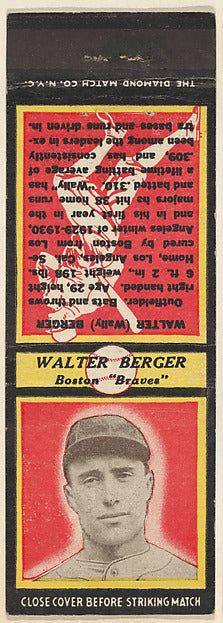 THE DIAMOND MATCH CO. N.Y.C.
WALTER (Wally) BERGER
Outfielder. Bats and throws
right handed. Age, 29, height
6 ft. 2 in., weight 198 lbs.
Home, Los Angeles, Cal. Se-
cured by Boston from Los
Angeles winter of 1929-1930,
and in his first year in the
majors hit 38 home runs
and batted .310. "Wally" has
a lifetime batting average of
.309, and has consistently
been among the leaders in ex-
tra bases and runs driven in.
WALTER BERGER
Boston "Braves"
CLOSE COVER BEFORE STRIKING MATCH